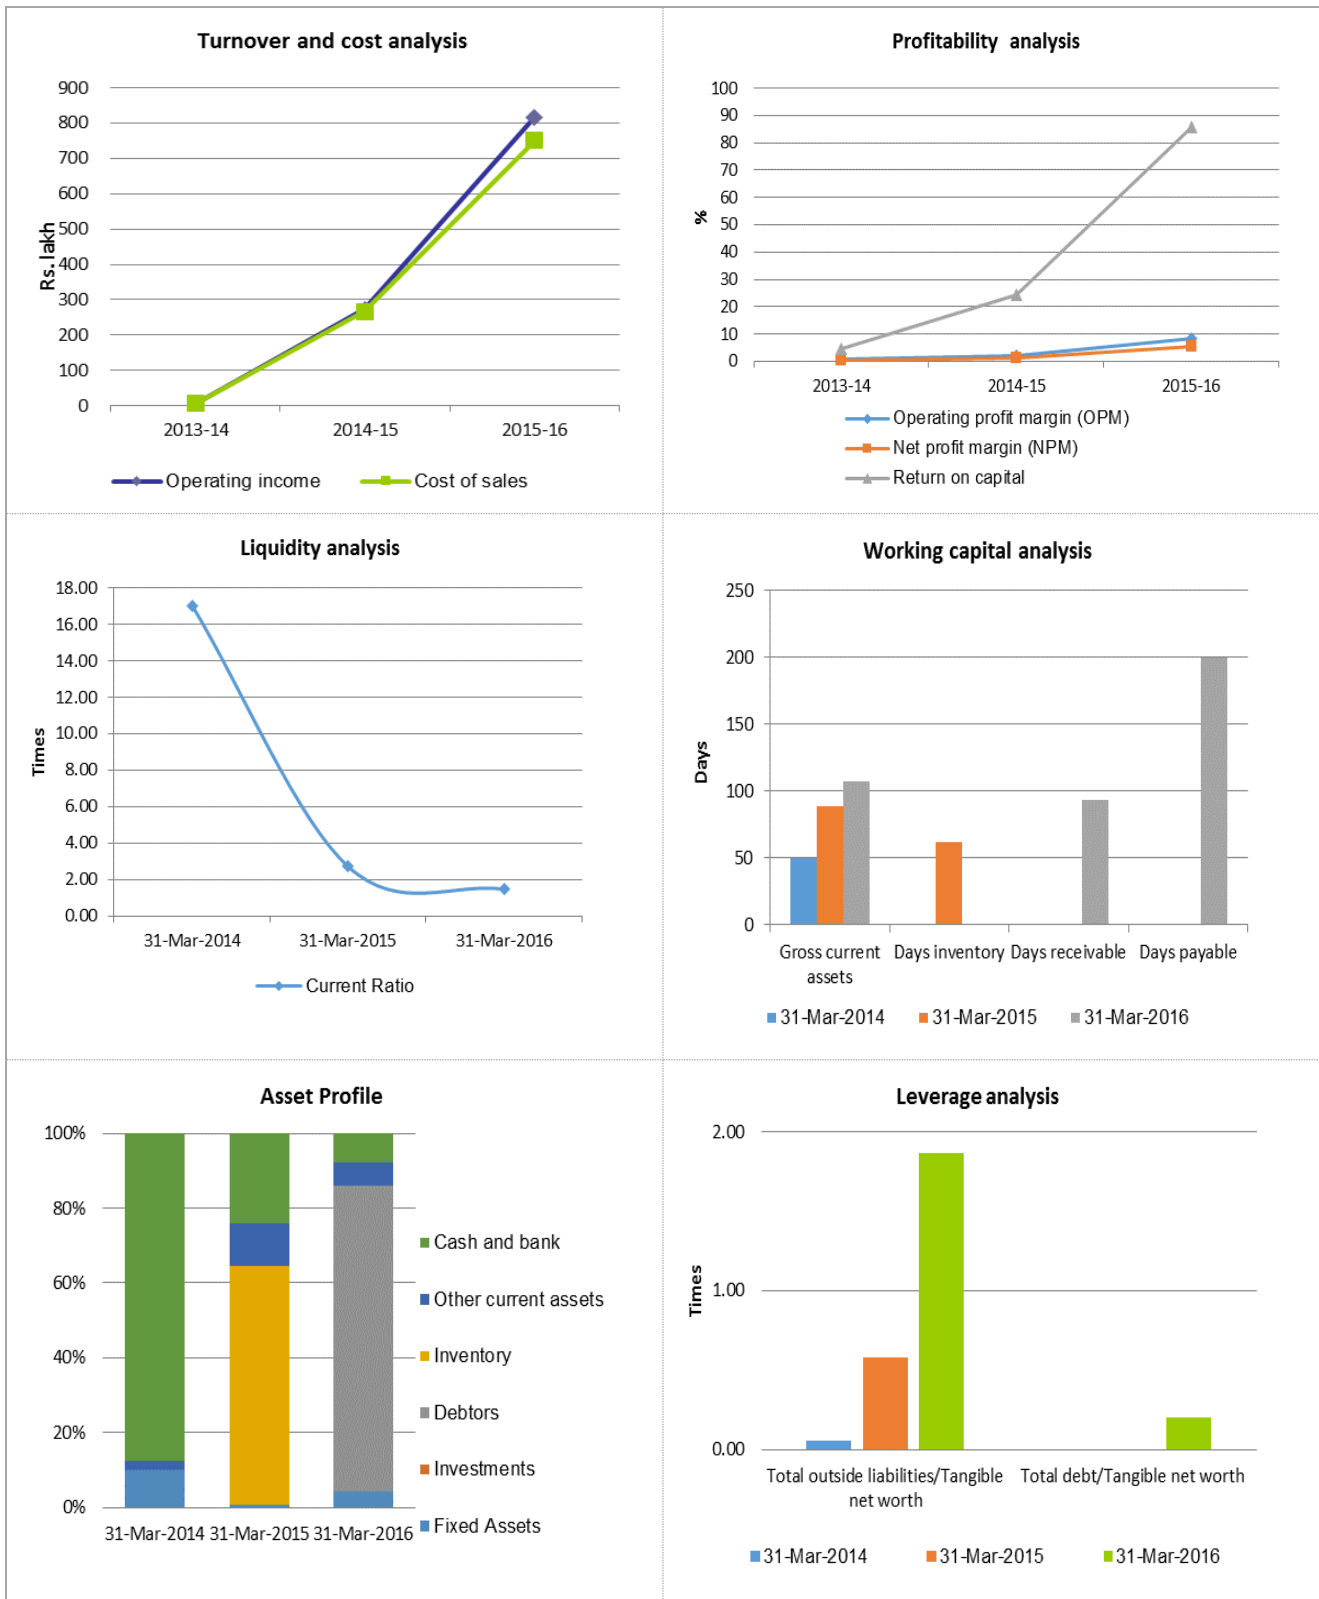 Turnover and cost analysis
900
800
700
600
500
400
300
200
100
0
Rs. lakh
2013-14 2014-15 2015-16
Operating income Cost of sales
Profitability analysis
100
90
80
70
60
50
40
30
20
10
0
%
2013-14 2014-15 2015-16
Operating profit margin (OPM)
Net profit margin (NPM)
Return on capital
Liquidity analysis
18.00
16.00
14.00
12.00
10.00
8.00
6.00
4.00
2.00
0.00
Times
31-Mar-2014 31-Mar-2015 31-Mar-2016
Current Ratio
Working capital analysis
250
200
150
100
50
0
Days
Gross current Days inventory Days receivable Days payable
assets
31-Mar-2014 31-Mar-2015 31-Mar-2016
Asset Profile
100%
80%
60%
40%
20%
0%
31-Mar-2014 31-Mar-2015 31-Mar-2016
Cash and bank
Other current assets
Inventory
Debtors
Investments
Fixed Assets
Leverage analysis
2.00
1.00
0.00
Times
Total outside liabilities/Tangible Total debt/Tangible net worth
net worth
31-Mar-2014 31-Mar-2015 31-Mar-2016